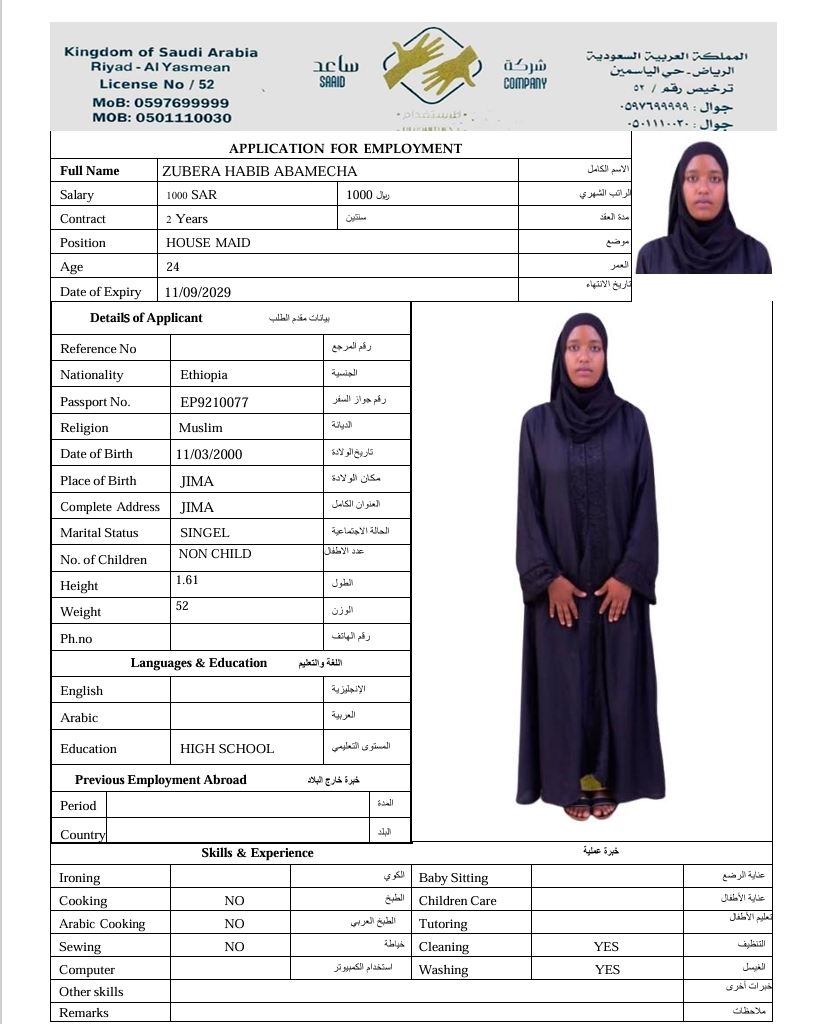 Kingdom of Saudi Arabia
Riyad - Al Yasmean
License No / 52
MoB: 0597699999
MOB: 0501110030
ساعد
SAAID
شركة
COMPANY
للاستقدام
المملكة العربية السعودية
الرياض - حي الياسمين
ترخيص رقم / ٥٢
جوال : ٠٥٩٧٦٩٩٩٩٩
جوال : ٠٥٠١١١٠٠٣٠
APPLICATION FOR EMPLOYMENT
Full Name ZUBERA HABIB ABAMECHA الاسم الكامل
Salary 1000 SAR 1000 ريال الراتب الشهري
Contract 2 Years سنتين مدة العقد
Position HOUSE MAID موضع
Age 24 العمر
Date of Expiry 11/09/2029 تاريخ الانتهاء
Details of Applicant بيانات مقدم الطلب
Reference No رقم المرجع
Nationality Ethiopia الجنسية
Passport No. EP9210077 رقم جواز السفر
Religion Muslim الديانة
Date of Birth 11/03/2000 تاريخ الولادة
Place of Birth JIMA مكان الولادة
Complete Address JIMA العنوان الكامل
Marital Status SINGEL الحالة الاجتماعية
No. of Children NON CHILD عدد الاطفال
Height 1.61 الطول
Weight 52 الوزن
Ph.no رقم الهاتف
Languages & Education اللغة والتعليم
English الإنجليزية
Arabic العربية
Education HIGH SCHOOL المستوى التعليمي
Previous Employment Abroad خبرة خارج البلاد
Period المدة
Country البلد
Skills & Experience خبرة عملية
Ironing الكوي Baby Sitting عناية الرضع
Cooking NO الطبخ Children Care عناية الأطفال
Arabic Cooking NO الطبخ العربي Tutoring تعليم الأطفال
Sewing NO خياطة Cleaning YES التنظيف
Computer استخدام الكمبيوتر Washing YES الغيسل
Other skills خبرات أخرى
Remarks ملاحظات